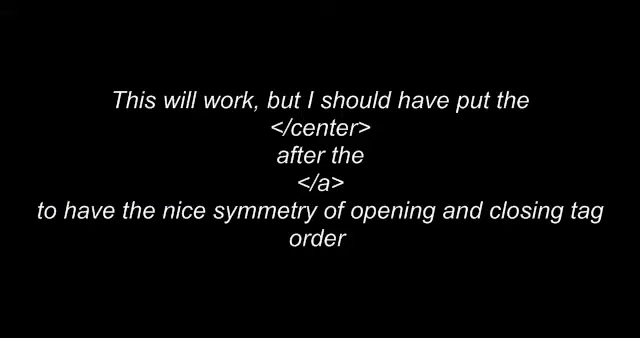 This will work, but I should have put the
</center>
after the
</a>
to have the nice symmetry of opening and closing tag
order